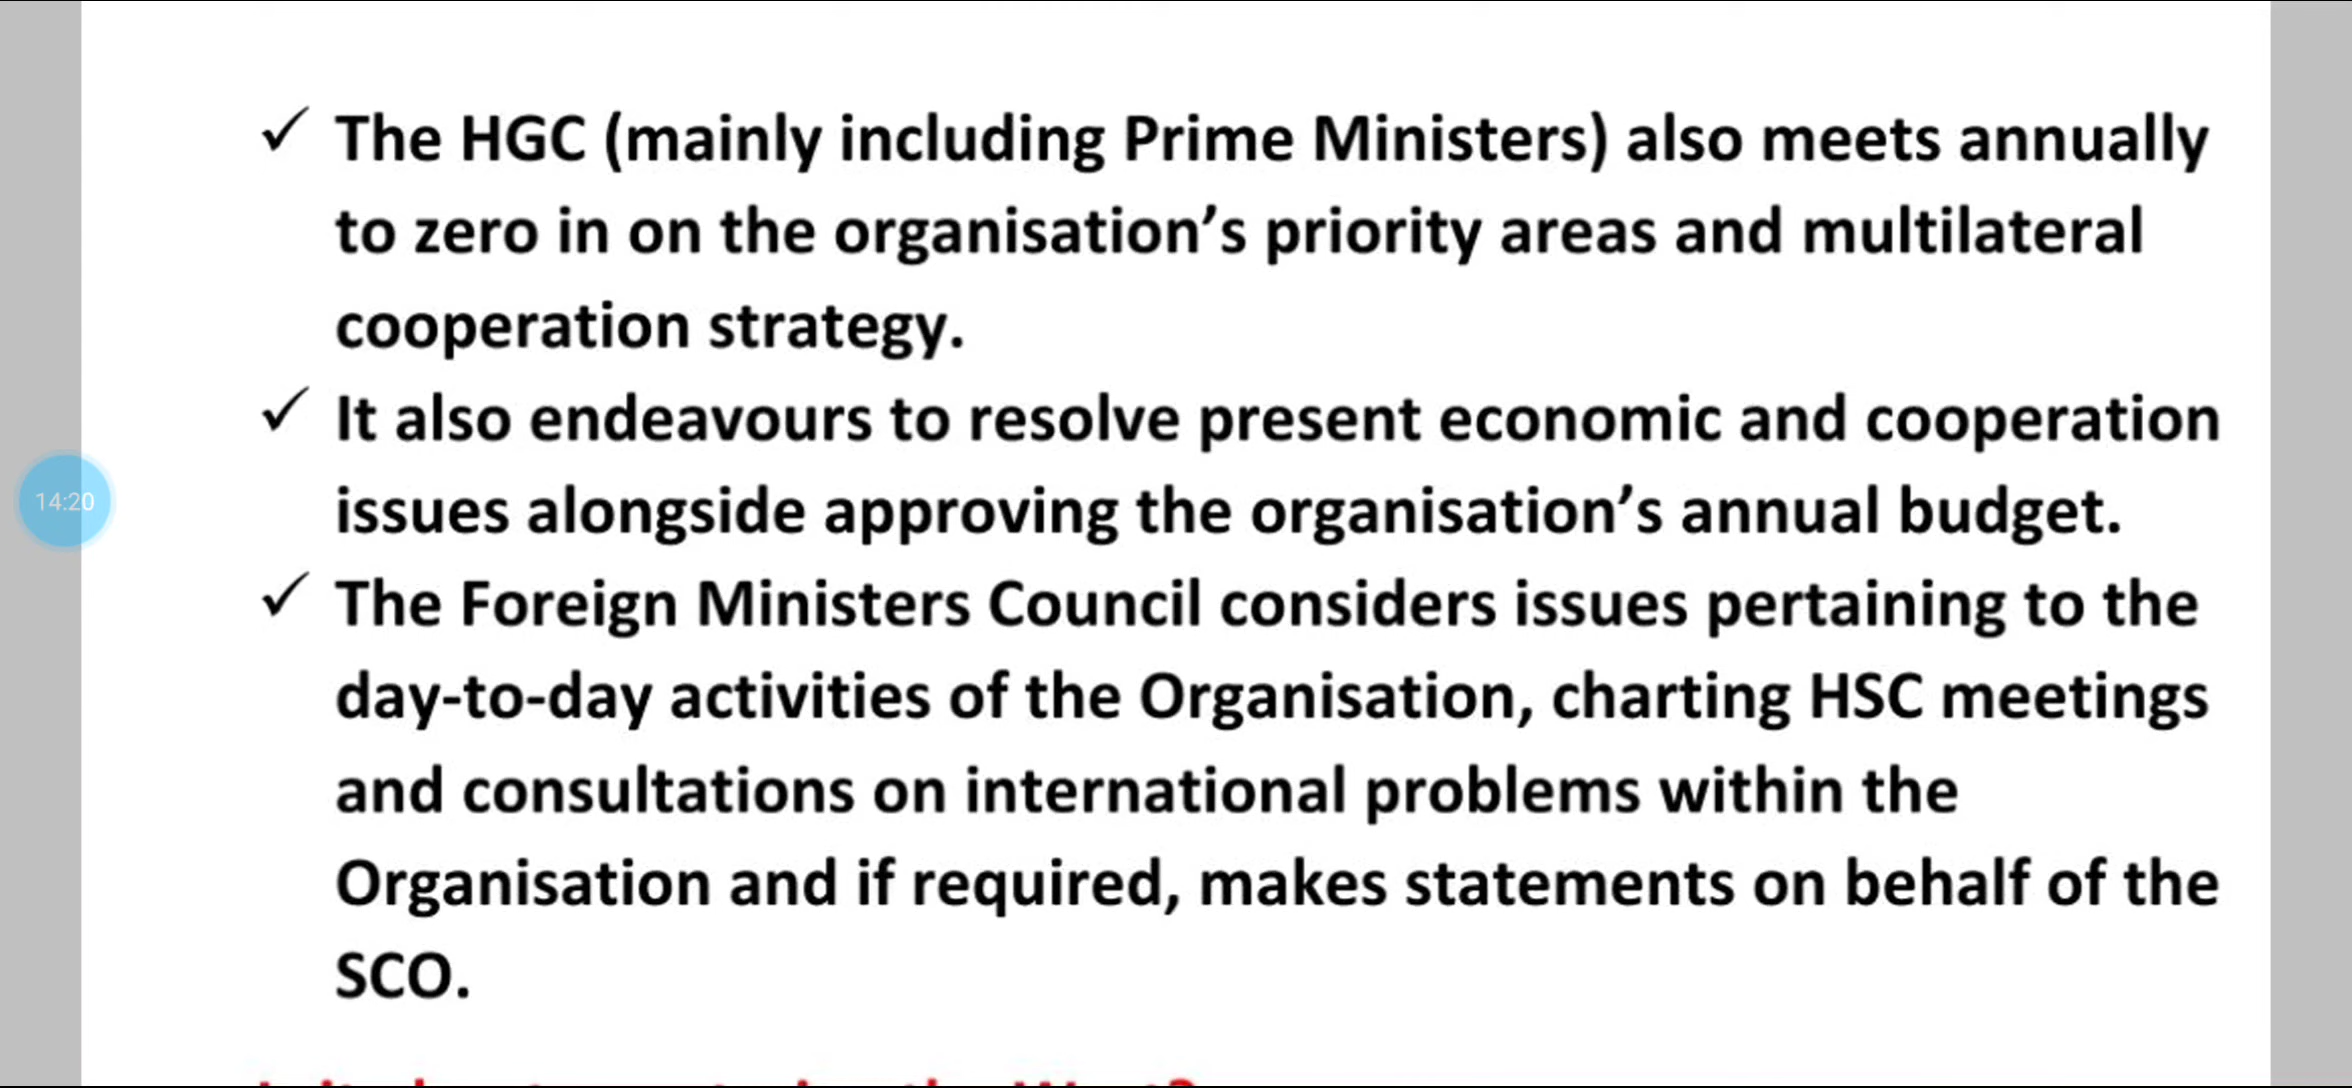 ✓ The HGC (mainly including Prime Ministers) also meets annually
to zero in on the organisation’s priority areas and multilateral
cooperation strategy.
✓ It also endeavours to resolve present economic and cooperation
issues alongside approving the organisation’s annual budget.
14:20
✓ The Foreign Ministers Council considers issues pertaining to the
day-to-day activities of the Organisation, charting HSC meetings
and consultations on international problems within the
Organisation and if required, makes statements on behalf of the
SCO.